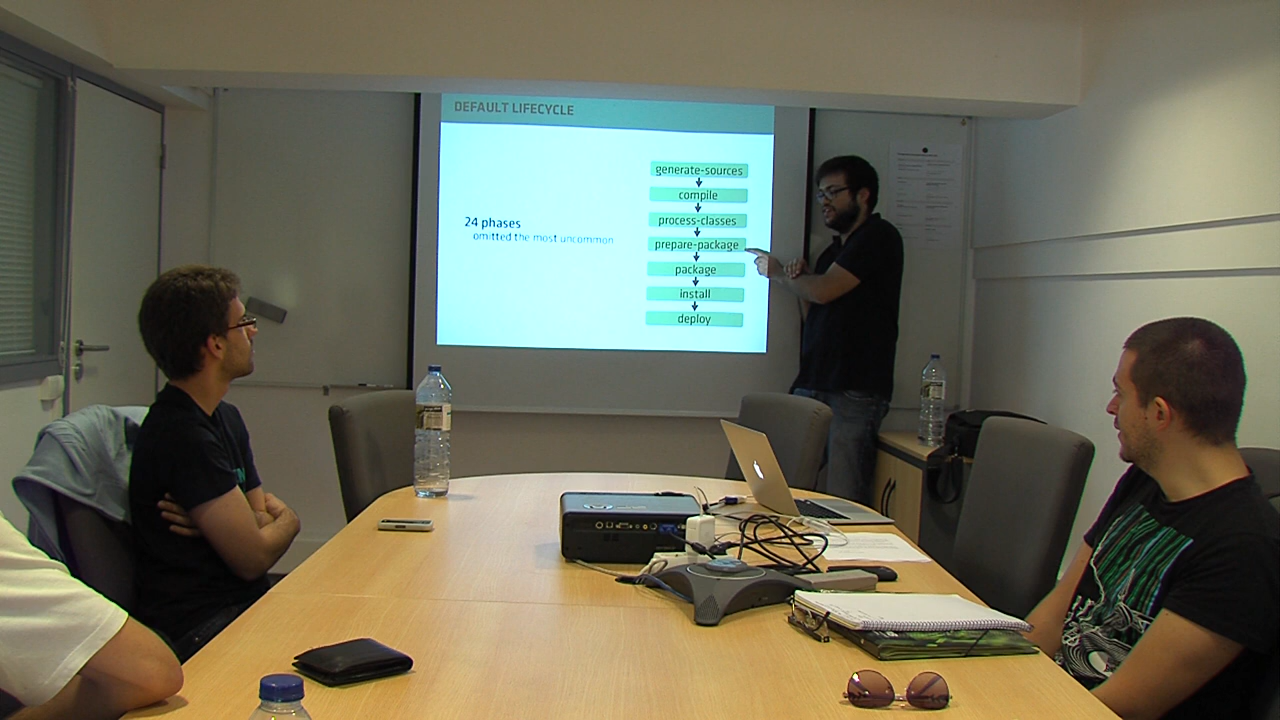 DEFAULT LIFECYCLE
24 phases
omitted the most uncommon
generate-sources
compile
process-classes
prepare-package
package
install
deploy